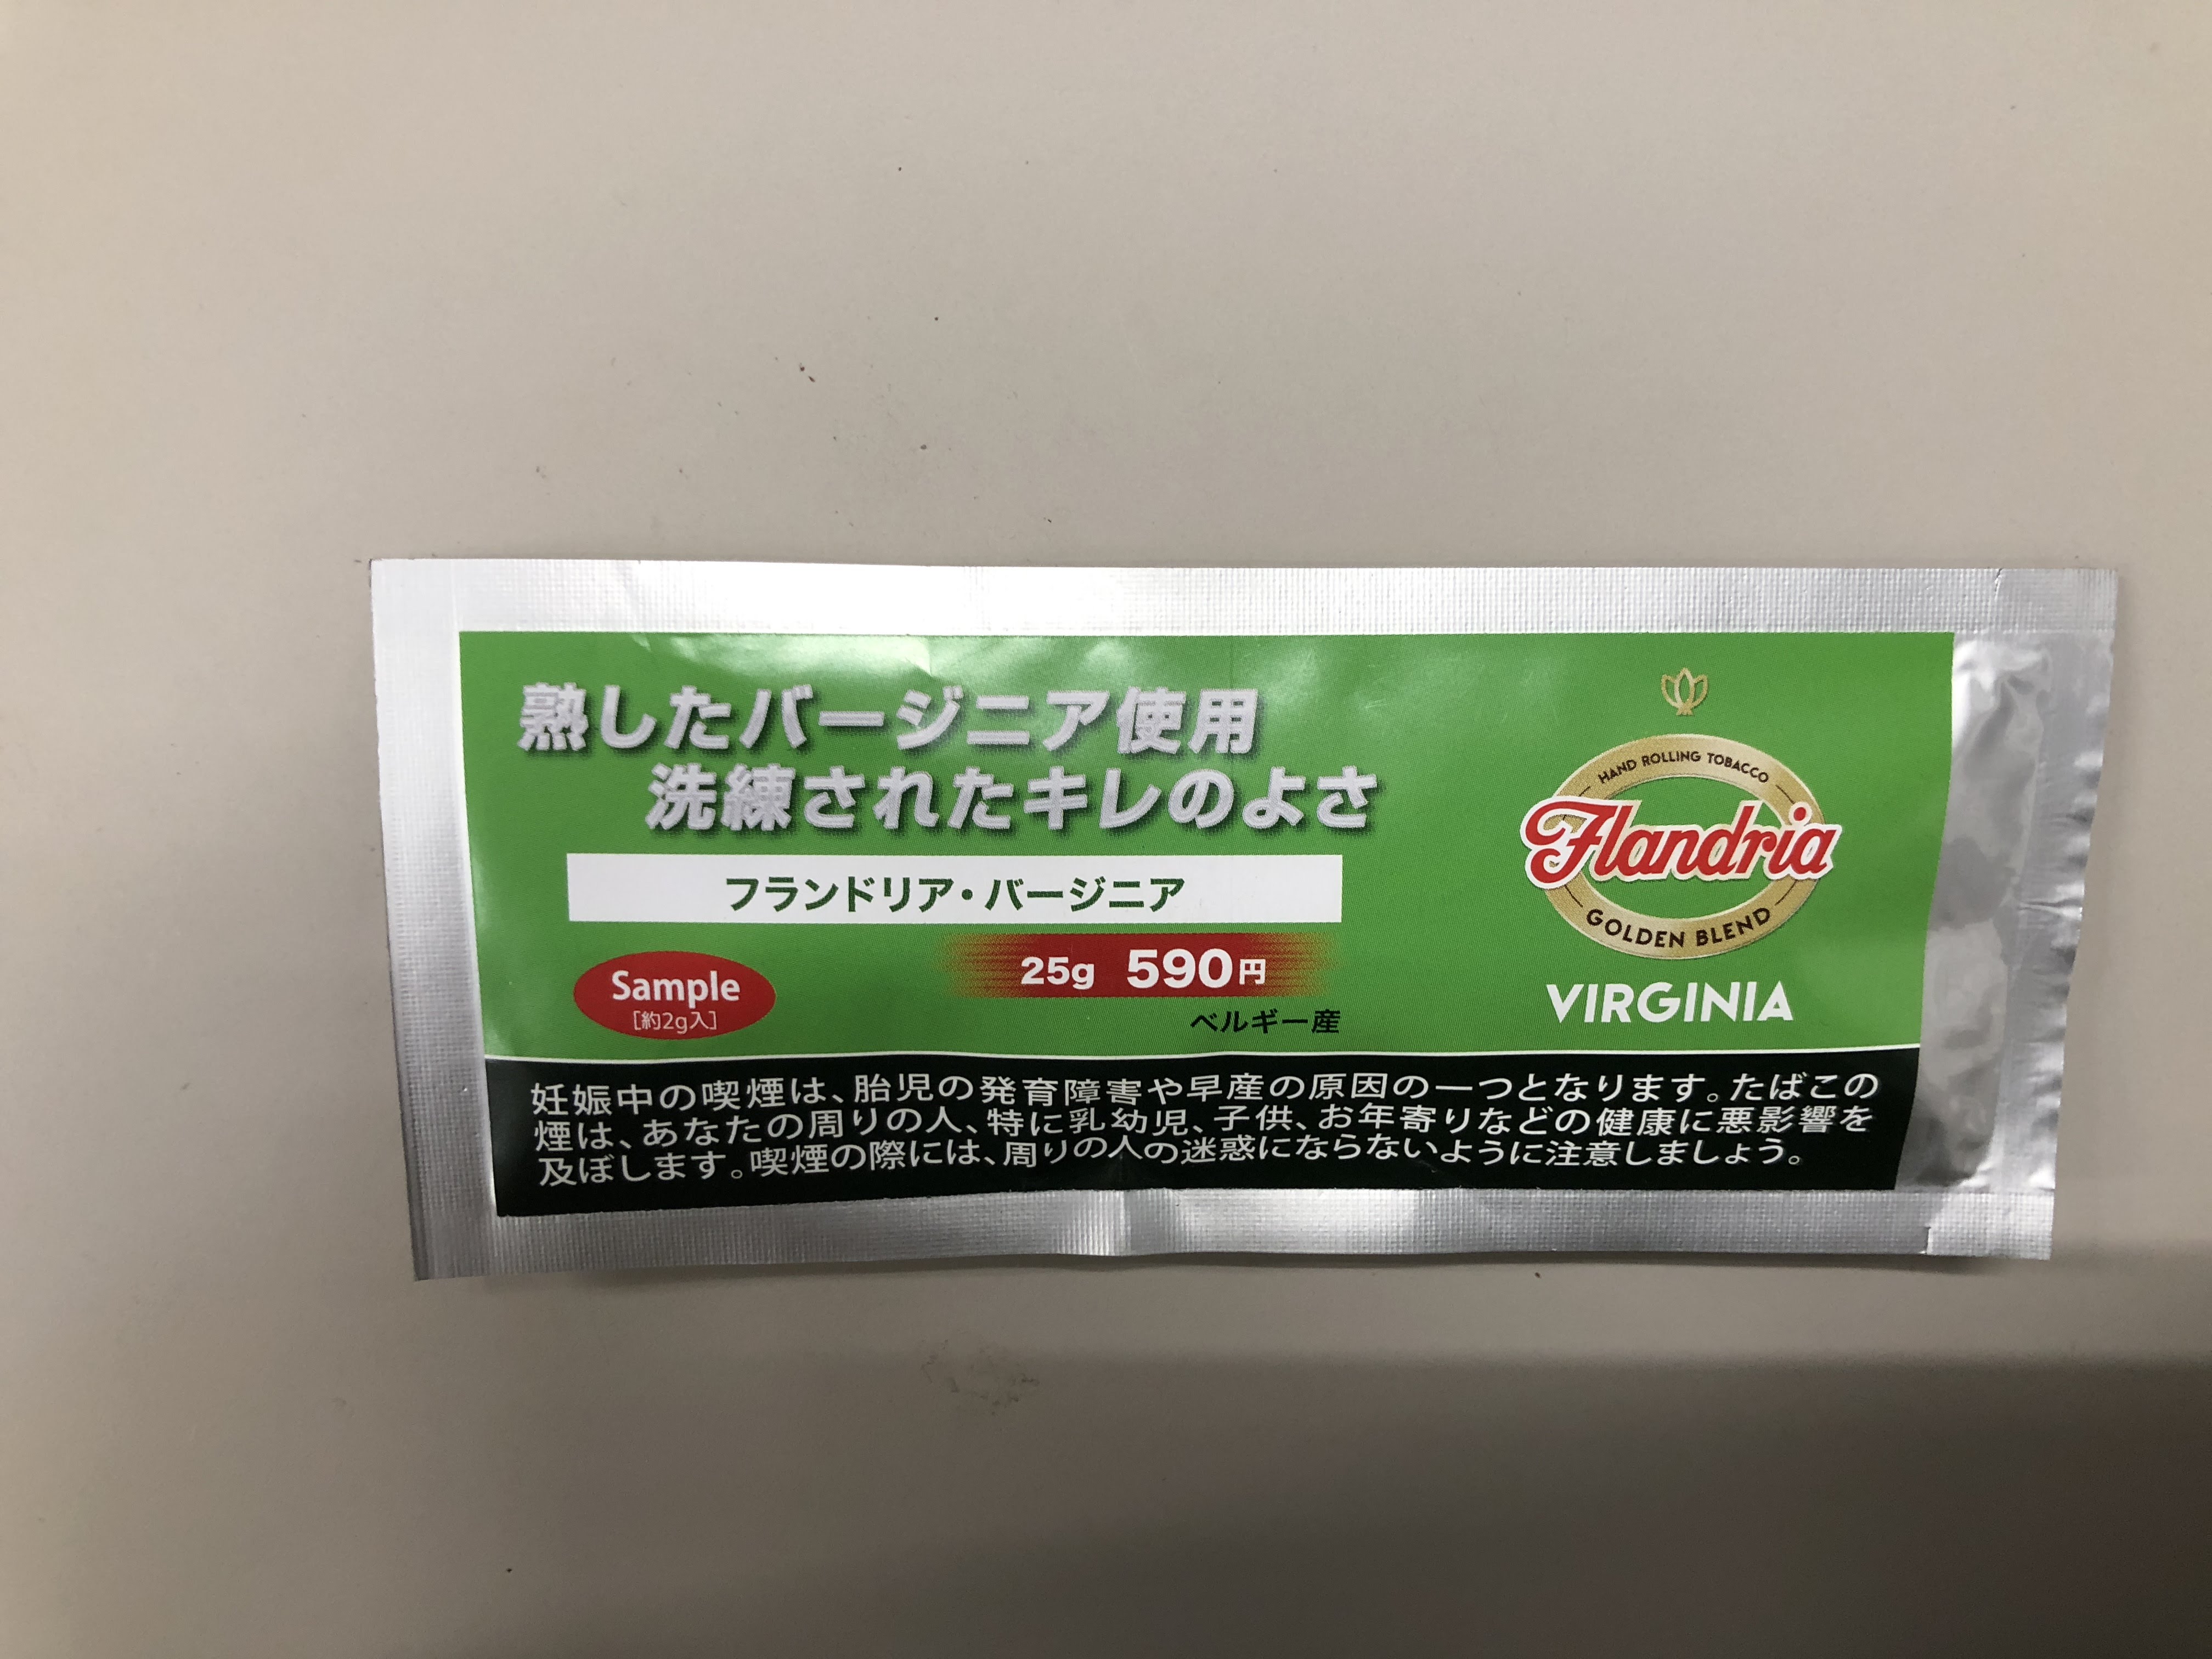 熟したバージニア使用
洗練されたキレのよさ
フランドリア・バージニア
Sample
[約2g入]
25g 590円
ベルギー産
HAND ROLLING TOBACCO
Flandria
GOLDEN BLEND
VIRGINIA
妊娠中の喫煙は、胎児の発育障害や早産の原因の一つとなります。たばこの
煙は、あなたの周りの人、特に乳幼児、子供、お年寄りなどの健康に悪影響を
及ぼします。喫煙の際には、周りの人の迷惑にならないように注意しましょう。